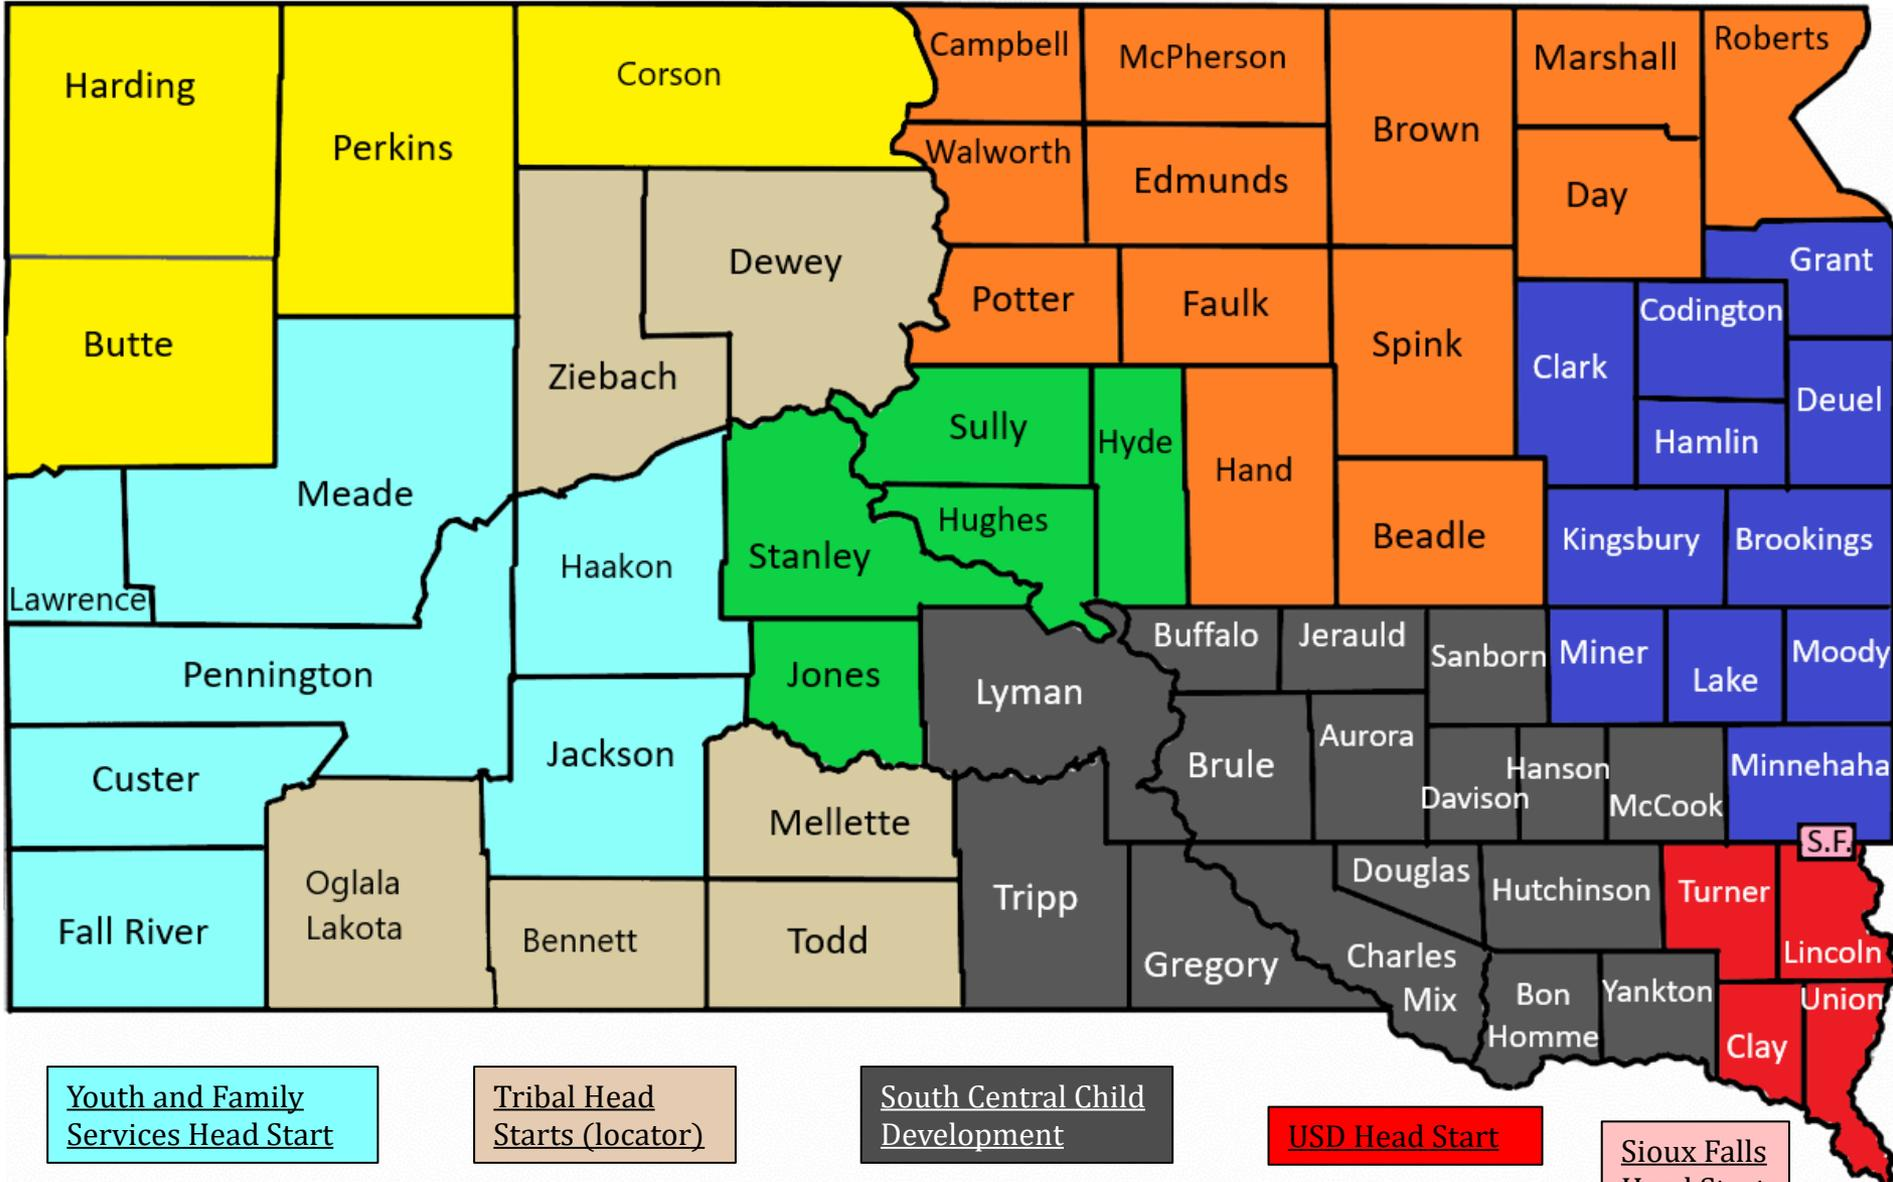 Harding
Perkins
Corson
Campbell
McPherson
Brown
Marshall
Roberts
Walworth
Edmunds
Day
Butte
Ziebach
Dewey
Potter
Faulk
Spink
Grant
Codington
Clark
Deuel
Hamlin
Meade
Sully
Hyde
Hand
Lawrence
Haakon
Stanley
Hughes
Beadle
Kingsbury
Brookings
Pennington
Jones
Lyman
Buffalo
Jerauld
Sanborn
Miner
Lake
Moody
Custer
Jackson
Mellette
Brule
Aurora
Davison
Hanson
McCook
Minnehaha
S.F.
Fall River
Oglala
Lakota
Bennett
Todd
Tripp
Gregory
Douglas
Charles
Mix
Hutchinson
Turner
Lincoln
Bon
Homme
Yankton
Clay
Union
Youth and Family
Services Head Start
Tribal Head
Starts (locator)
South Central Child
Development
USD Head Start
Sioux Falls
Head Start